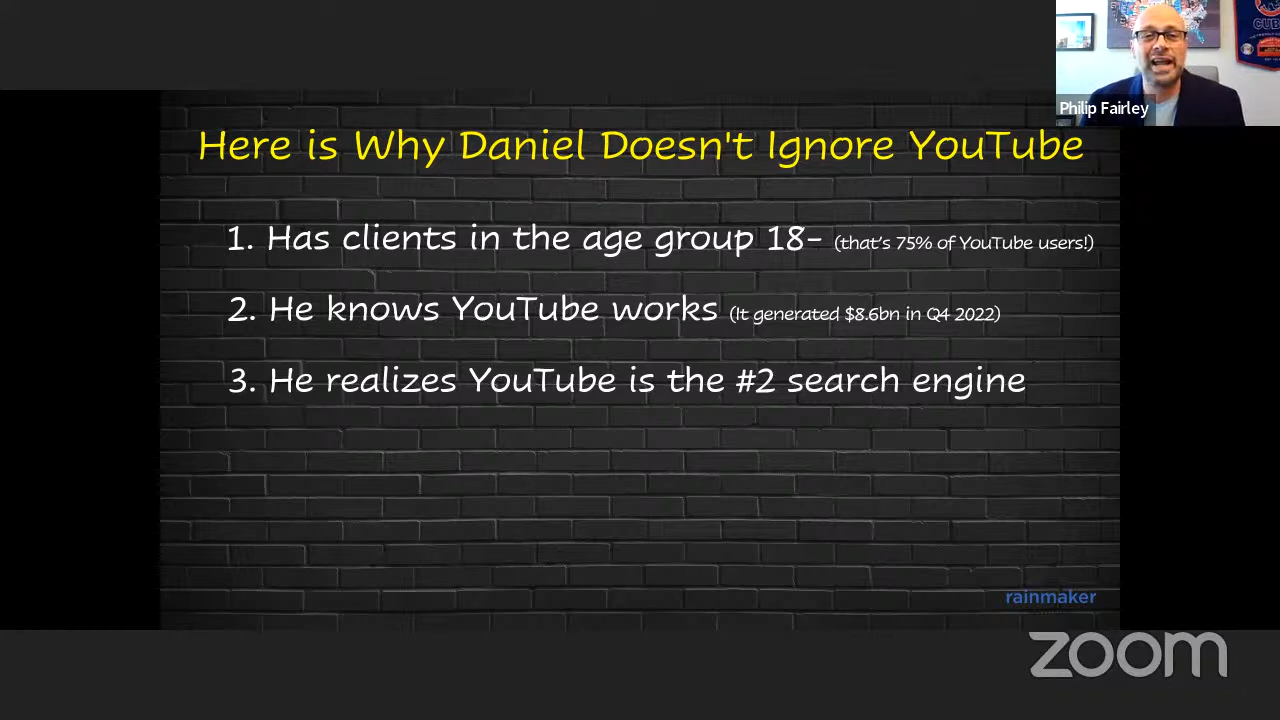 Philip Fairley
CUBS
Here is Why Daniel Doesn't Ignore YouTube
1. Has clients in the age group 18- (that's 75% of YouTube users!)
2. He knows YouTube works (It generated $8.6bn in Q4 2022)
3. He realizes YouTube is the #2 search engine
rainmaker
zoom